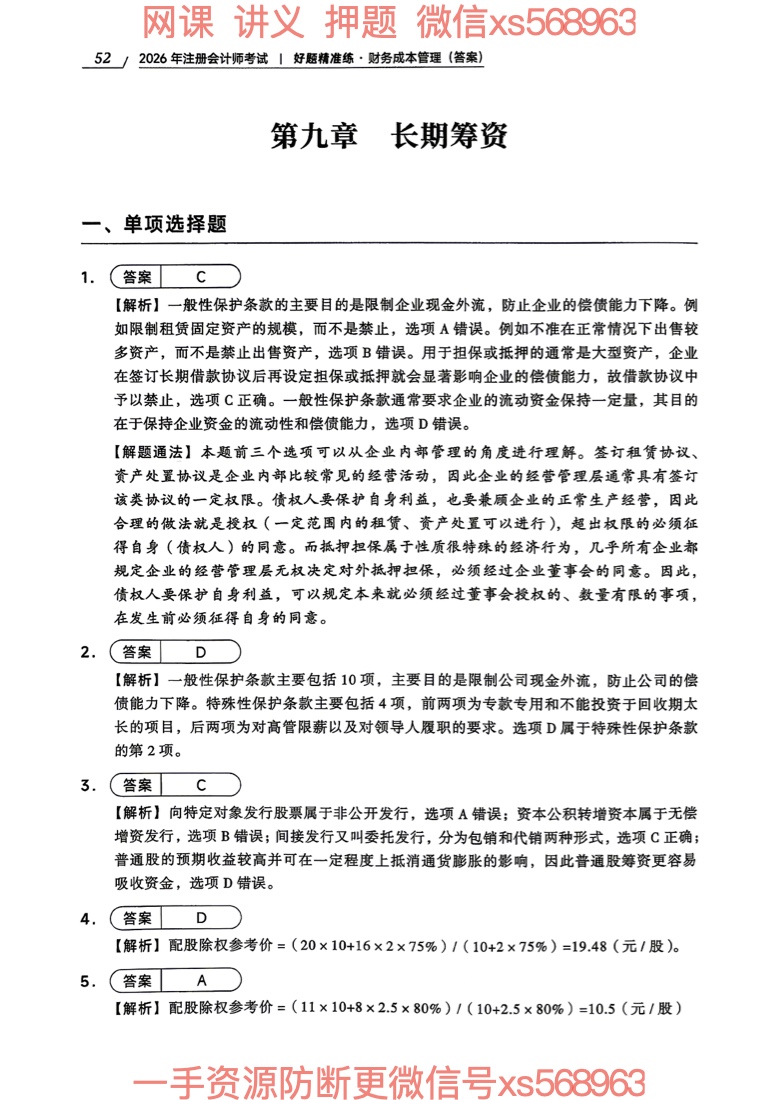 网课 讲义 押题 微信xs568963
52 / 2026年注册会计师考试 | 好题精准练·财务成本管理(答案)
第九章 长期筹资
一、单项选择题
1. 答案 C
【解析】一般性保护条款的主要目的是限制企业现金外流，防止企业的偿债能力下降。例
如限制租赁固定资产的规模，而不是禁止，选项 A 错误。例如不准在正常情况下出售较
多资产，而不是禁止出售资产，选项 B 错误。用于担保或抵押的通常是大型资产，企业
在签订长期借款协议后再设定担保或抵押就会显著影响企业的偿债能力，故借款协议中
予以禁止，选项 C 正确。一般性保护条款通常要求企业的流动资金保持一定量，其目的
在于保持企业资金的流动性和偿债能力，选项 D 错误。
【解题通法】本题前三个选项可以从企业内部管理的角度进行理解。签订租赁协议、
资产处置协议是企业内部比较常见的经营活动，因此企业的经营管理层通常具有签订
该类协议的一定权限。债权人要保护自身利益，也要兼顾企业的正常生产经营，因此
合理的做法就是授权（一定范围内的租赁、资产处置可以进行），超出权限的必须征
得自身（债权人）的同意。而抵押担保属于性质很特殊的经济行为，几乎所有企业都
规定企业的经营管理层无权决定对外抵押担保，必须经过企业董事会的同意。因此，
债权人要保护自身利益，可以规定本来就必须经过董事会授权的、数量有限的事项，
在发生前必须征得自身的同意。
2. 答案 D
【解析】一般性保护条款主要包括 10 项，主要目的是限制公司现金外流，防止公司的偿
债能力下降。特殊性保护条款主要包括 4 项，前两项为专款专用和不能投资于回收期太
长的项目，后两项为对高管限薪以及对领导人履职的要求。选项 D 属于特殊性保护条款
的第 2 项。
3. 答案 C
【解析】向特定对象发行股票属于非公开发行，选项 A 错误；资本公积转增资本属于无偿
增资发行，选项 B 错误；间接发行又叫委托发行，分为包销和代销两种形式，选项 C 正确；
普通股的预期收益较高并可在一定程度上抵消通货膨胀的影响，因此普通股筹资更容易
吸收资金，选项 D 错误。
4. 答案 D
【解析】配股除权参考价 =（20×10+16×2×75%）/（10+2×75%）=19.48（元 / 股）。
5. 答案 A
【解析】配股除权参考价 =（11×10+8×2.5×80%）/（10+2.5×80%）=10.5（元 / 股）
一手资源防断更微信号xs568963